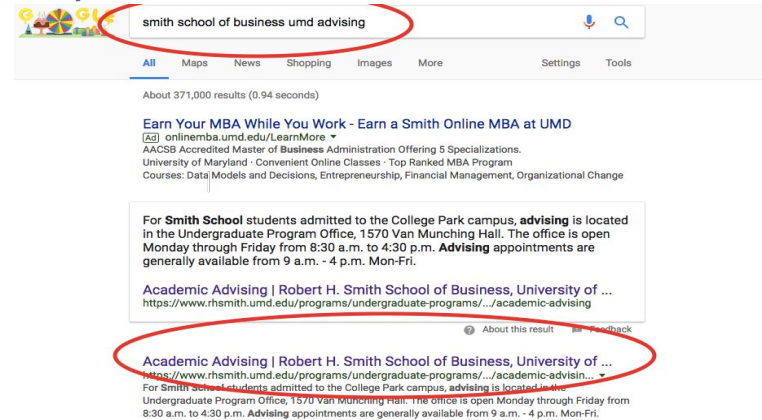 GOOGLE
smith school of business umd advising
All Maps News Shopping Images More Settings Tools
About 371,000 results (0.94 seconds)
Earn Your MBA While You Work - Earn a Smith Online MBA at UMD
Ad onlinemba.umd.edu/LearnMore
AACSB Accredited Master of Business Administration Offering 5 Specializations.
University of Maryland · Convenient Online Classes · Top Ranked MBA Program
Courses: Data Models and Decisions, Entrepreneurship, Financial Management, Organizational Change
For Smith School students admitted to the College Park campus, advising is located
in the Undergraduate Program Office, 1570 Van Munching Hall. The office is open
Monday through Friday from 8:30 a.m. to 4:30 p.m. Advising appointments are
generally available from 9 a.m. - 4 p.m. Mon-Fri.
Academic Advising | Robert H. Smith School of Business, University of ...
https://www.rhsmith.umd.edu/programs/undergraduate-programs/.../academic-advising
About this result Feedback
Academic Advising | Robert H. Smith School of Business, University of ...
https://www.rhsmith.umd.edu/programs/undergraduate-programs/.../academic-advisin...
For Smith School students admitted to the College Park campus, advising is located in the
Undergraduate Program Office, 1570 Van Munching Hall. The office is open Monday through Friday from
8:30 a.m. to 4:30 p.m. Advising appointments are generally available from 9 a.m. - 4 p.m. Mon-Fri.